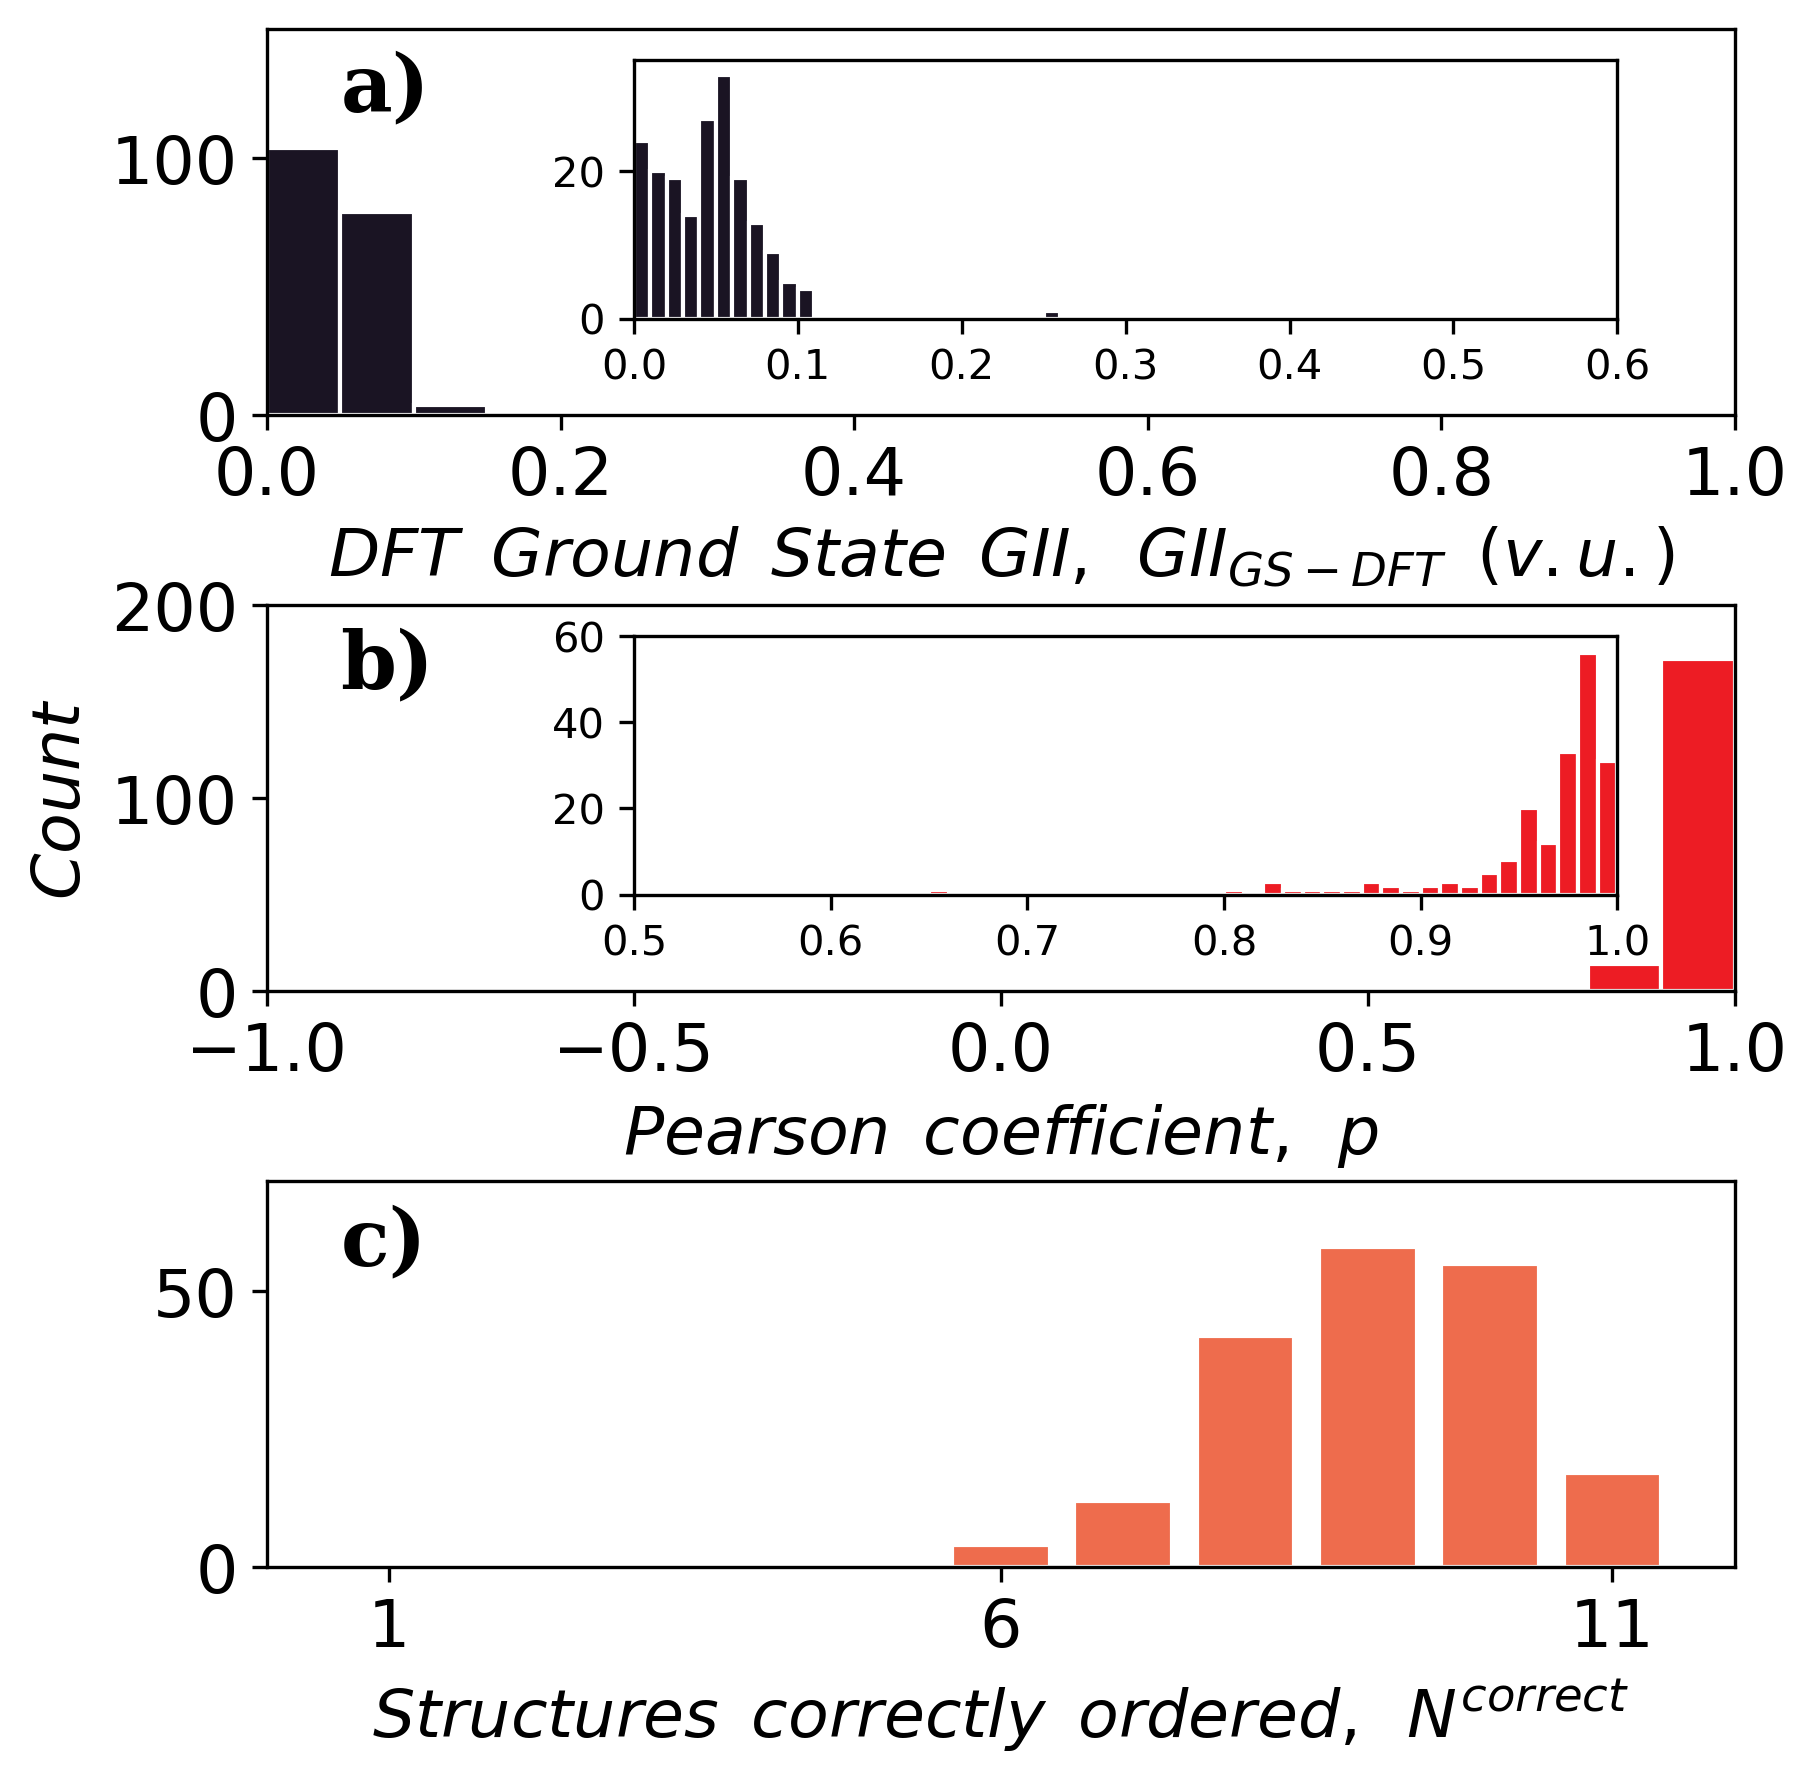 a)
100
0
20
0
0.0 0.1 0.2 0.3 0.4 0.5 0.6
0.0 0.2 0.4 0.6 0.8 1.0
DFT Ground State GII, GII_{GS−DFT} (v.u.)
b)
200
100
0
60
40
20
0
0.5 0.6 0.7 0.8 0.9 1.0
−1.0 −0.5 0.0 0.5 1.0
Pearson coefficient, p
Count
c)
50
0
1 6 11
Structures correctly ordered, N^{correct}